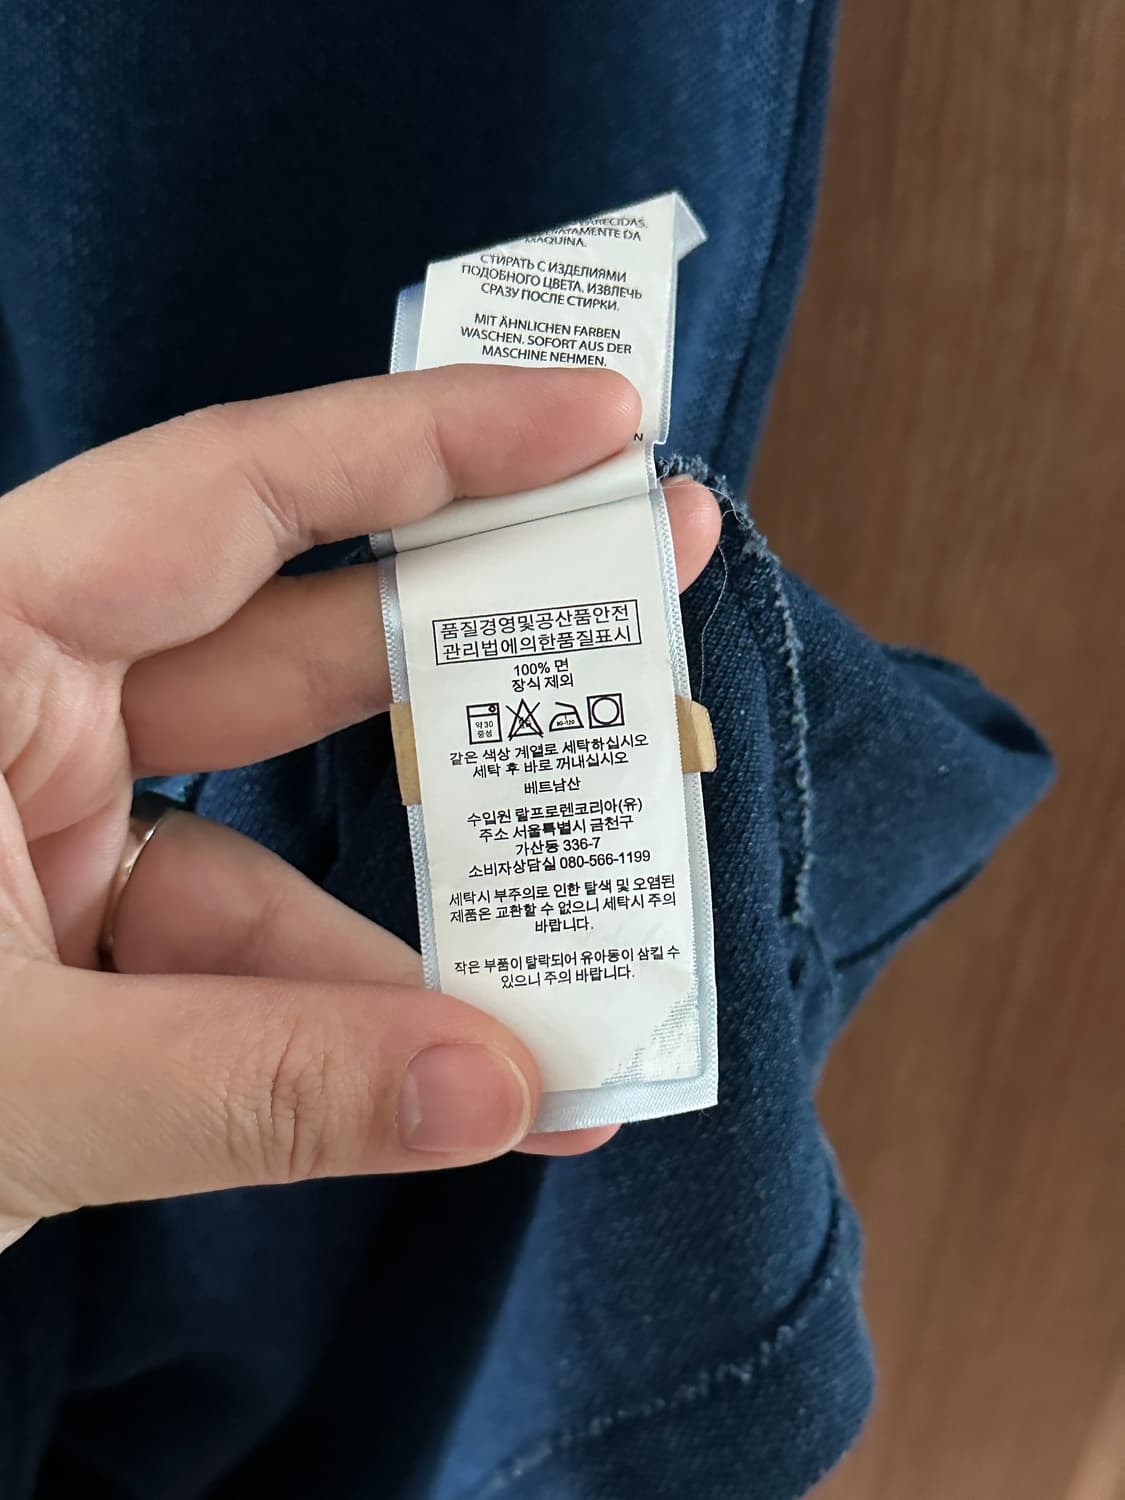 MAQUINA.
СТИРАТЬ С ИЗДЕЛИЯМИ
ПОДОБНОГО ЦВЕТА. ИЗВЛЕЧЬ
СРАЗУ ПОСЛЕ СТИРКИ.
MIT ÄHNLICHEN FARBEN
WASCHEN. SOFORT AUS DER
MASCHINE NEHMEN.
N
품질경영및공산품안전
관리법에의한품질표시
100% 면
장식 제외
약30
중성
80-120
같은 색상 계열로 세탁하십시오
세탁 후 바로 꺼내십시오
베트남산
수입원 랄프로렌코리아(유)
주소 서울특별시 금천구
가산동 336-7
소비자상담실 080-566-1199
세탁시 부주의로 인한 탈색 및 오염된
제품은 교환할 수 없으니 세탁시 주의
바랍니다.
작은 부품이 탈락되어 유아동이 삼킬 수
있으니 주의 바랍니다.